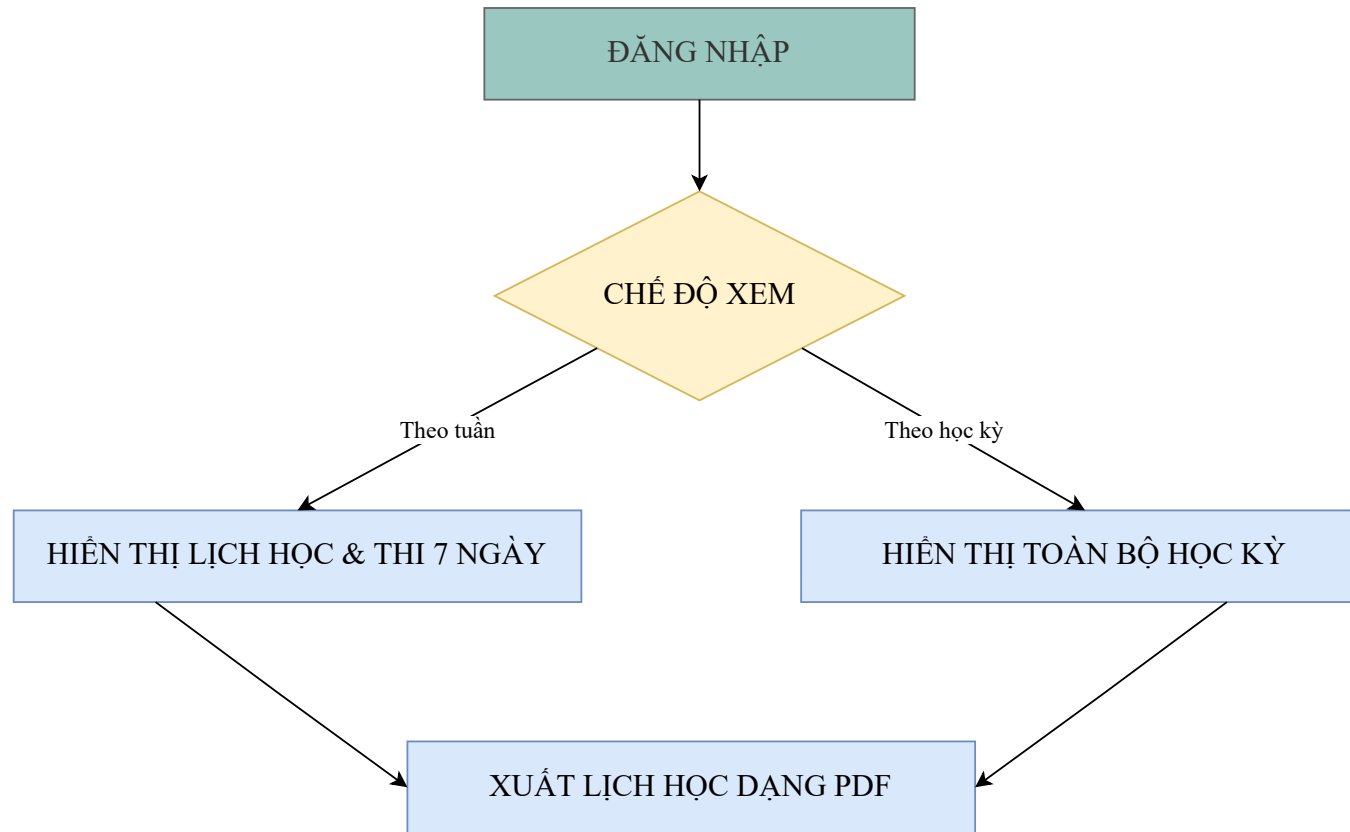 ĐĂNG NHẬP
CHẾ ĐỘ XEM
Theo tuần
Theo học kỳ
HIỂN THỊ LỊCH HỌC & THI 7 NGÀY
HIỂN THỊ TOÀN BỘ HỌC KỲ
XUẤT LỊCH HỌC DẠNG PDF